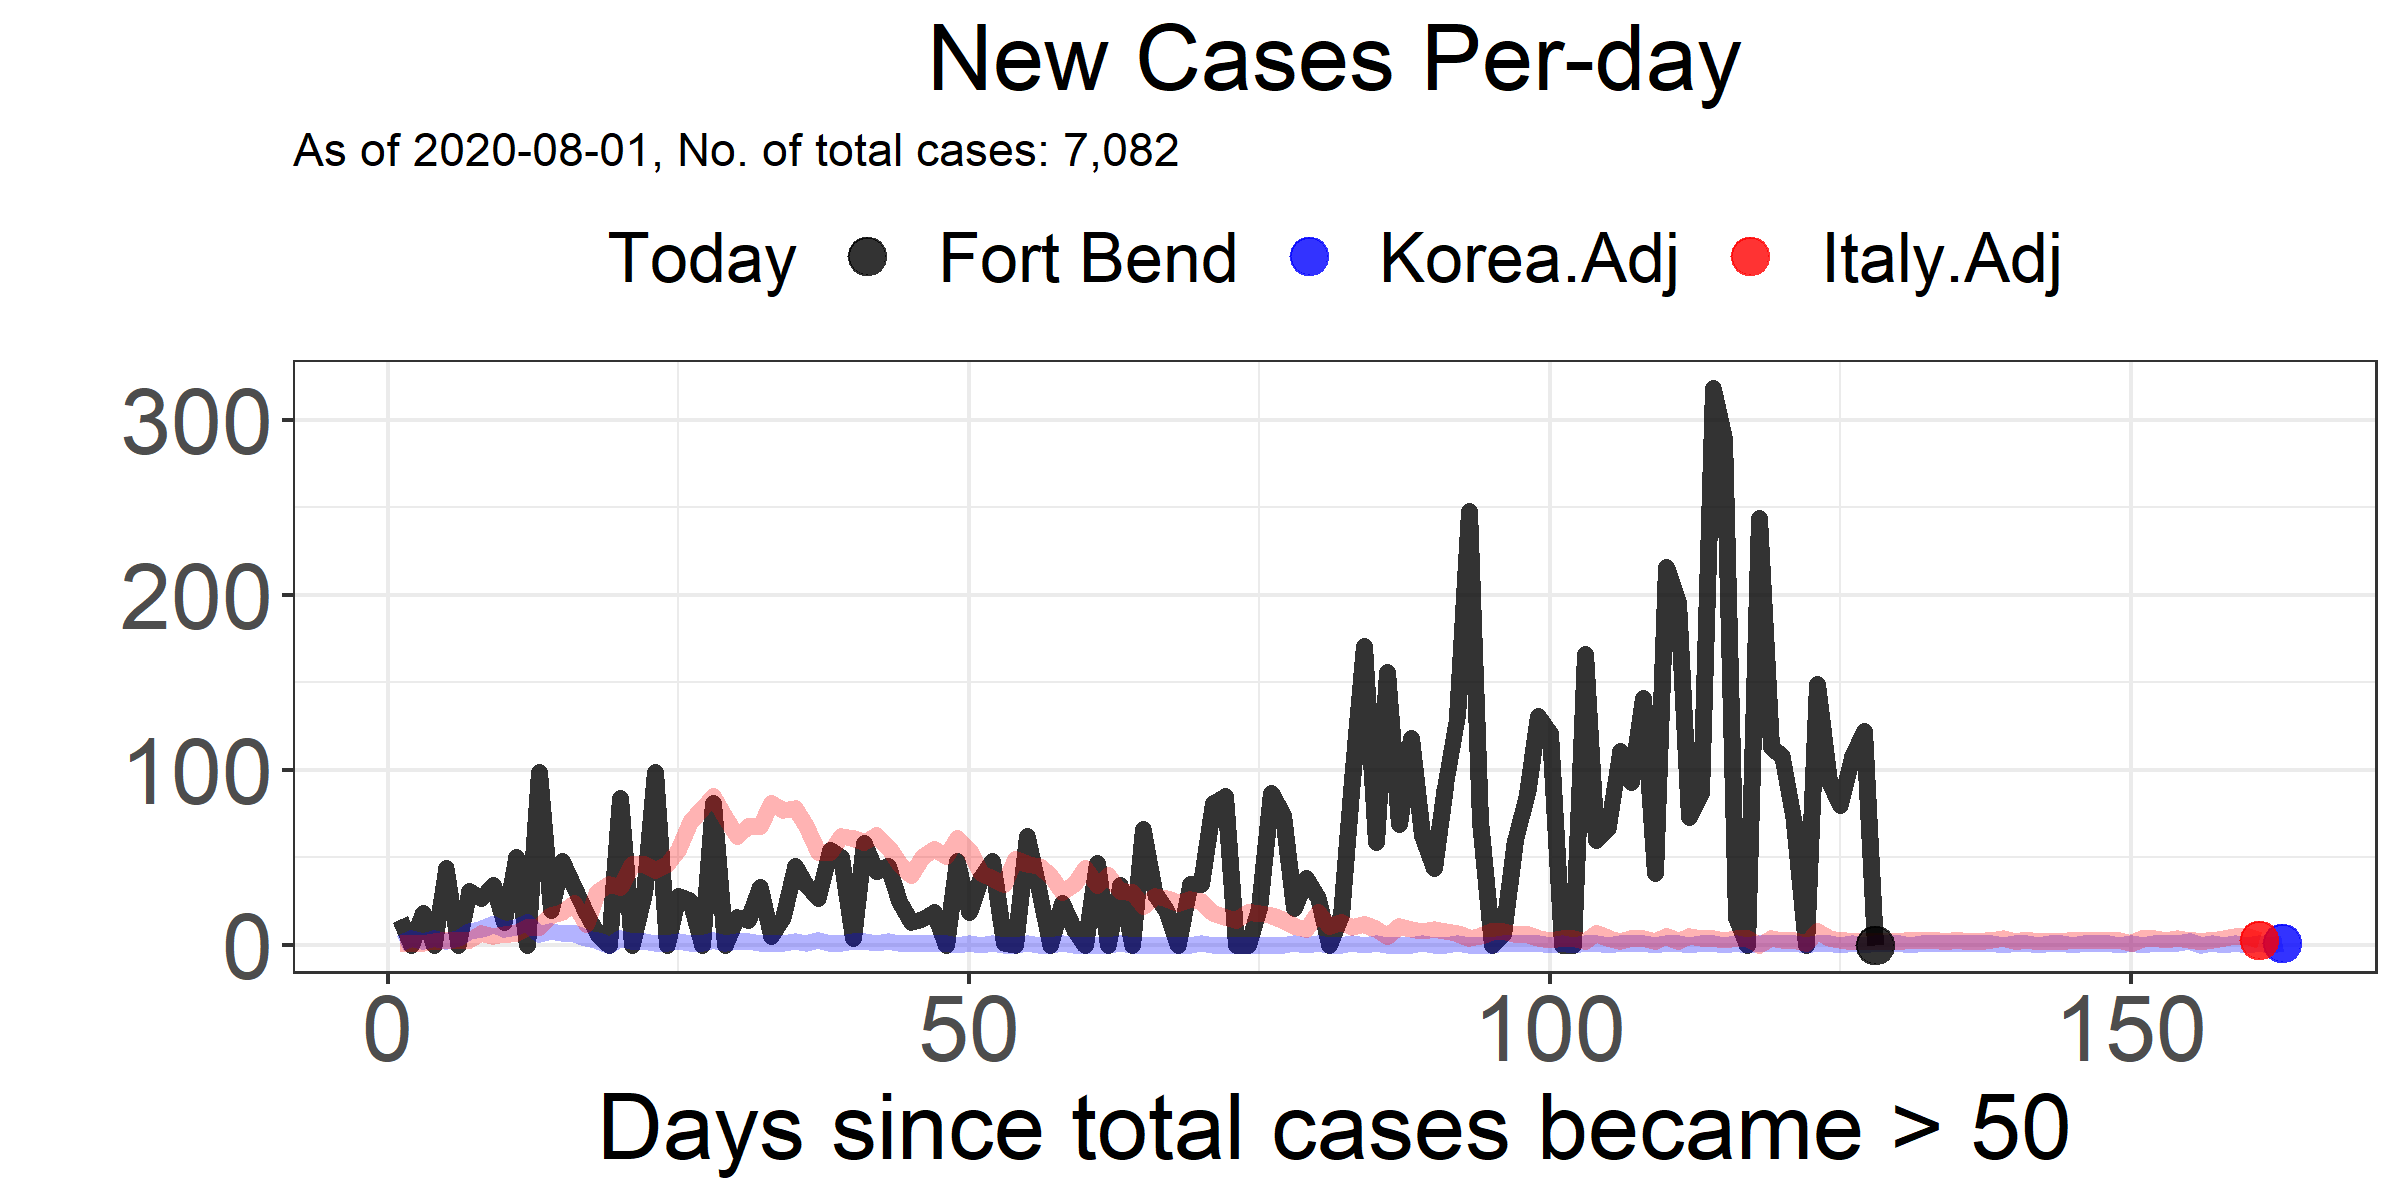 New Cases Per-day
As of 2020-08-01, No. of total cases: 7,082
Today Fort Bend Korea.Adj Italy.Adj
300
200
100
0
0 50 100 150
Days since total cases became > 50